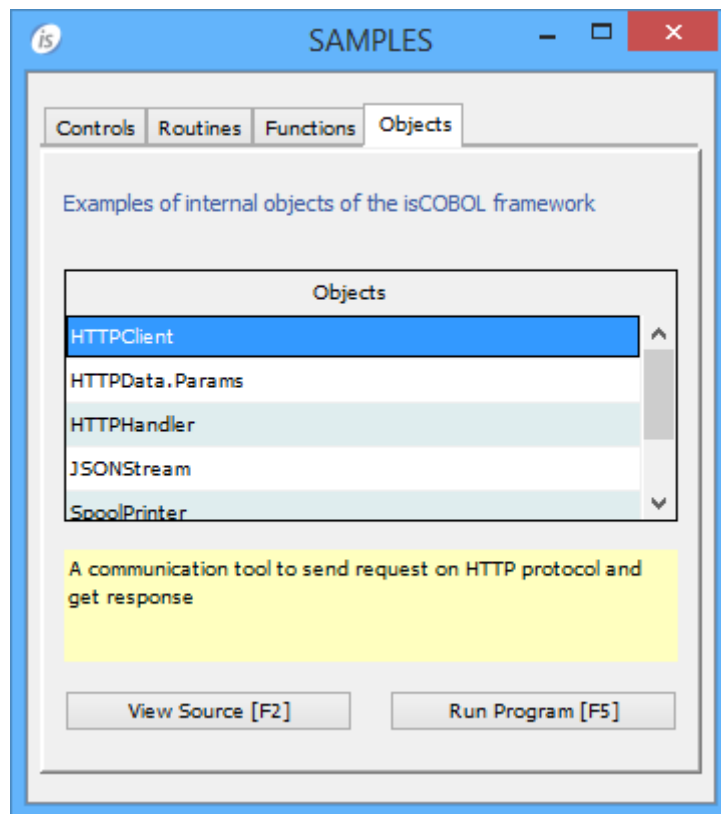 is
SAMPLES
Controls Routines Functions Objects
Examples of internal objects of the isCOBOL framework
Objects
HTTPClient
HTTPData.Params
HTTPHandler
JSONStream
SpoolPrinter
A communication tool to send request on HTTP protocol and
get response
View Source [F2] Run Program [F5]